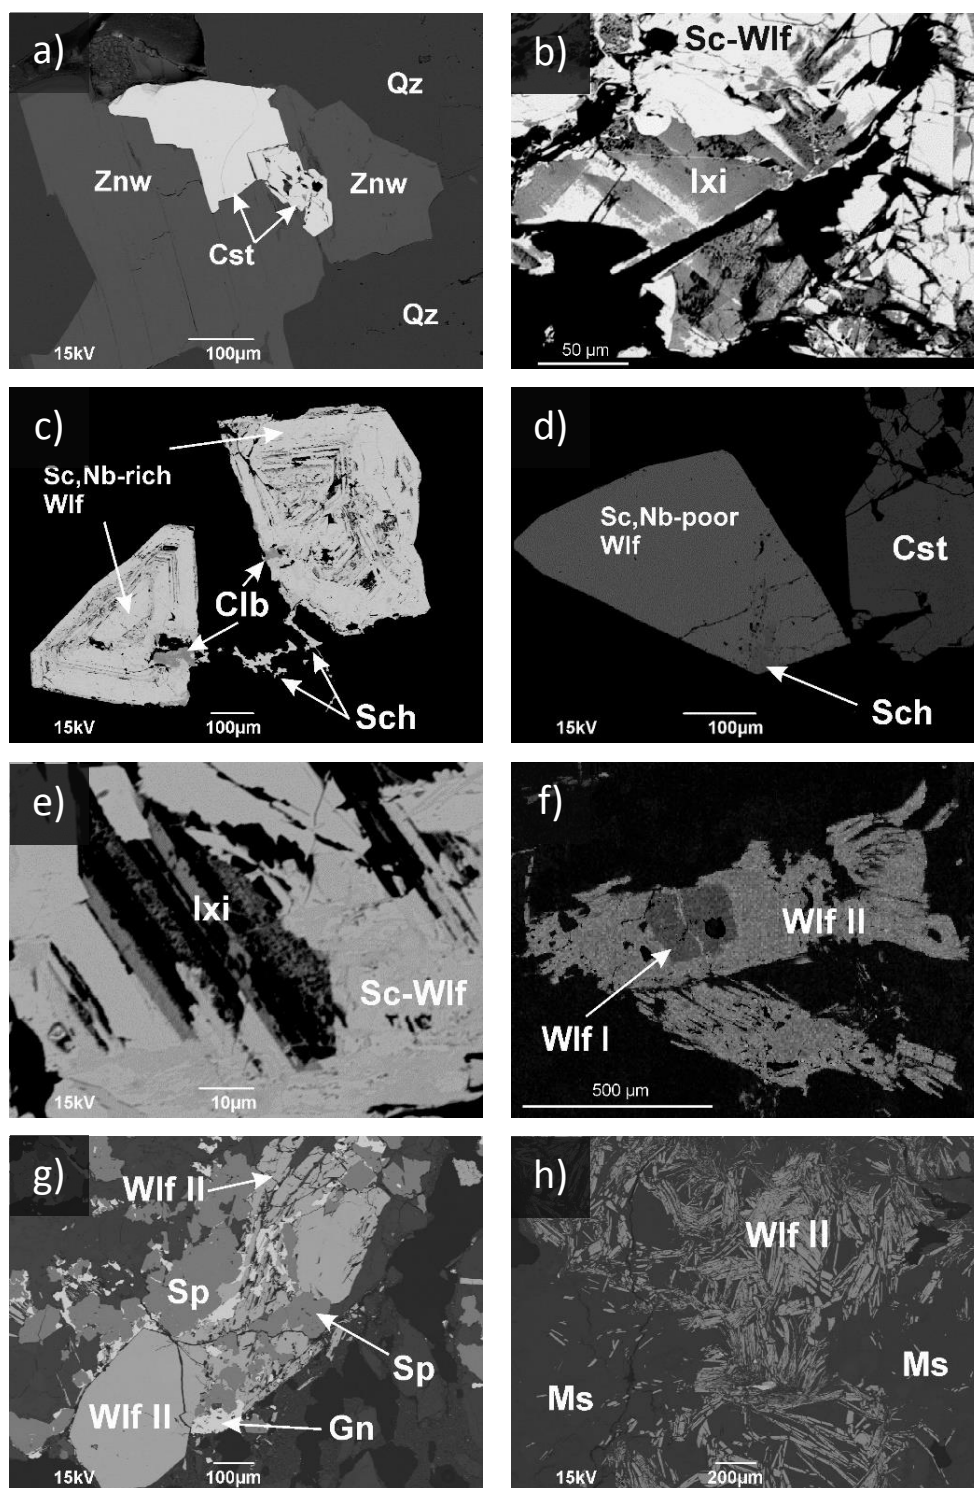 a)
Qz
Znw
Znw
Cst
Qz
15kV 100µm
b)
Sc-Wlf
Ixi
50 µm
c)
Sc,Nb-rich
Wlf
Clb
Sch
15kV 100µm
d)
Sc,Nb-poor
Wlf
Cst
Sch
15kV 100µm
e)
Ixi
Sc-Wlf
15kV 10µm
f)
Wlf II
Wlf I
500 µm
g)
Wlf II
Sp
Sp
Wlf II
Gn
15kV 100µm
h)
Wlf II
Ms
Ms
15kV 200µm